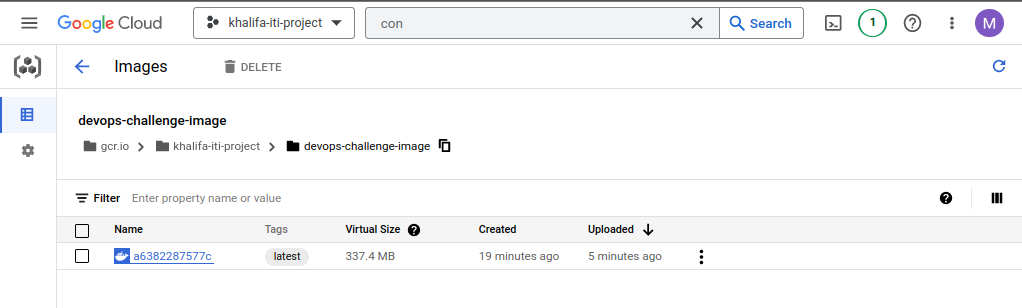 Google Cloud khalifa-iti-project con Search 1 M
Images DELETE
devops-challenge-image
gcr.io khalifa-iti-project devops-challenge-image
Filter Enter property name or value
Name Tags Virtual Size Created Uploaded
a6382287577c latest 337.4 MB 19 minutes ago 5 minutes ago